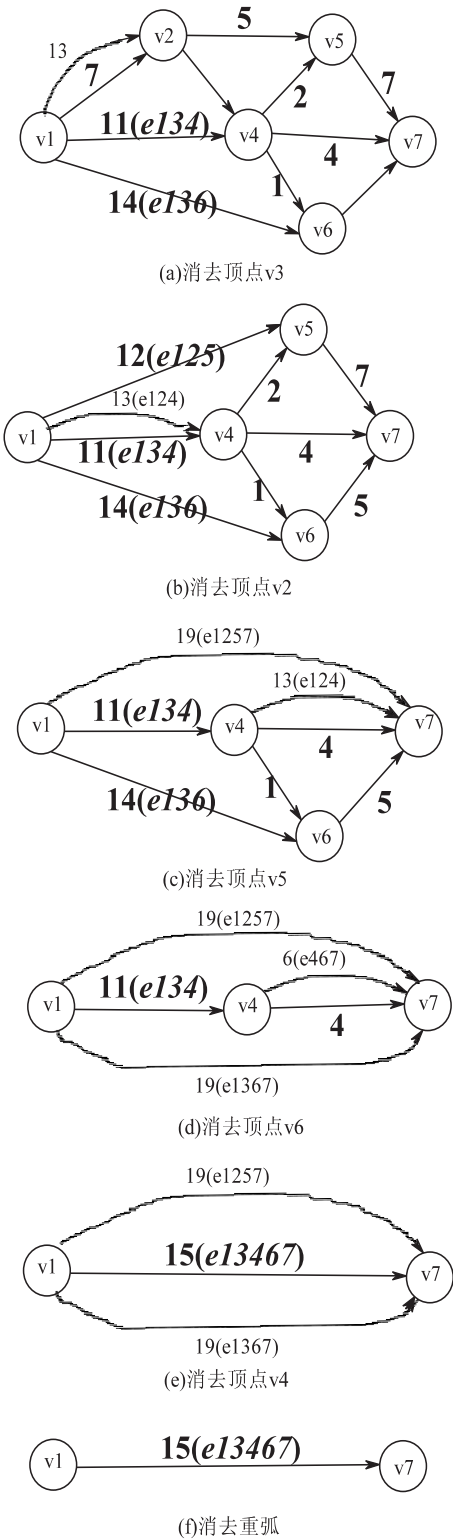 13
v2
5
v5
7
7
11(e134)
2
v1
v4
4
v7
1
14(e136)
v6
(a)消去顶点v3
v5
12(e125)
7
13(e124)
2
v1
v4
v7
11(e134)
4
1
14(e136)
5
v6
(b)消去顶点v2
19(e1257)
13(e124)
11(e134)
v1
v4
v7
4
1
14(e136)
5
v6
(c)消去顶点v5
19(e1257)
6(e467)
11(e134)
v1
v4
v7
4
19(e1367)
(d)消去顶点v6
19(e1257)
15(e13467)
v1
v7
19(e1367)
(e)消去顶点v4
15(e13467)
v1
v7
(f)消去重弧